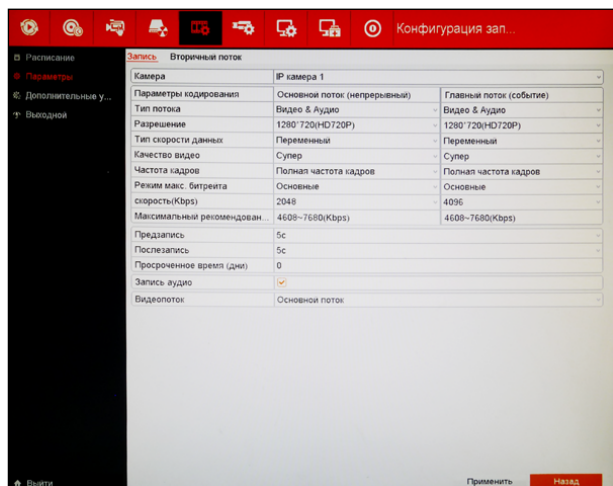 Конфигурация зап...
Расписание
Параметры
Дополнительные у...
Выходной
Выйти
Запись Вторичный поток
Камера IP камера 1
Параметры кодирования Основной поток (непрерывный) Главный поток (событие)
Тип потока Видео & Аудио Видео & Аудио
Разрешение 1280*720(HD720P) 1280*720(HD720P)
Тип скорости данных Переменный Переменный
Качество видео Супер Супер
Частота кадров Полная частота кадров Полная частота кадров
Режим макс. битрейта Основные Основные
скорость(Kbps) 2048 4096
Максимальный рекомендован... 4608~7680(Kbps) 4608~7680(Kbps)
Предзапись 5с
Послезапись 5с
Просроченное время (дни) 0
Запись аудио
Видеопоток Основной поток
Применить Назад